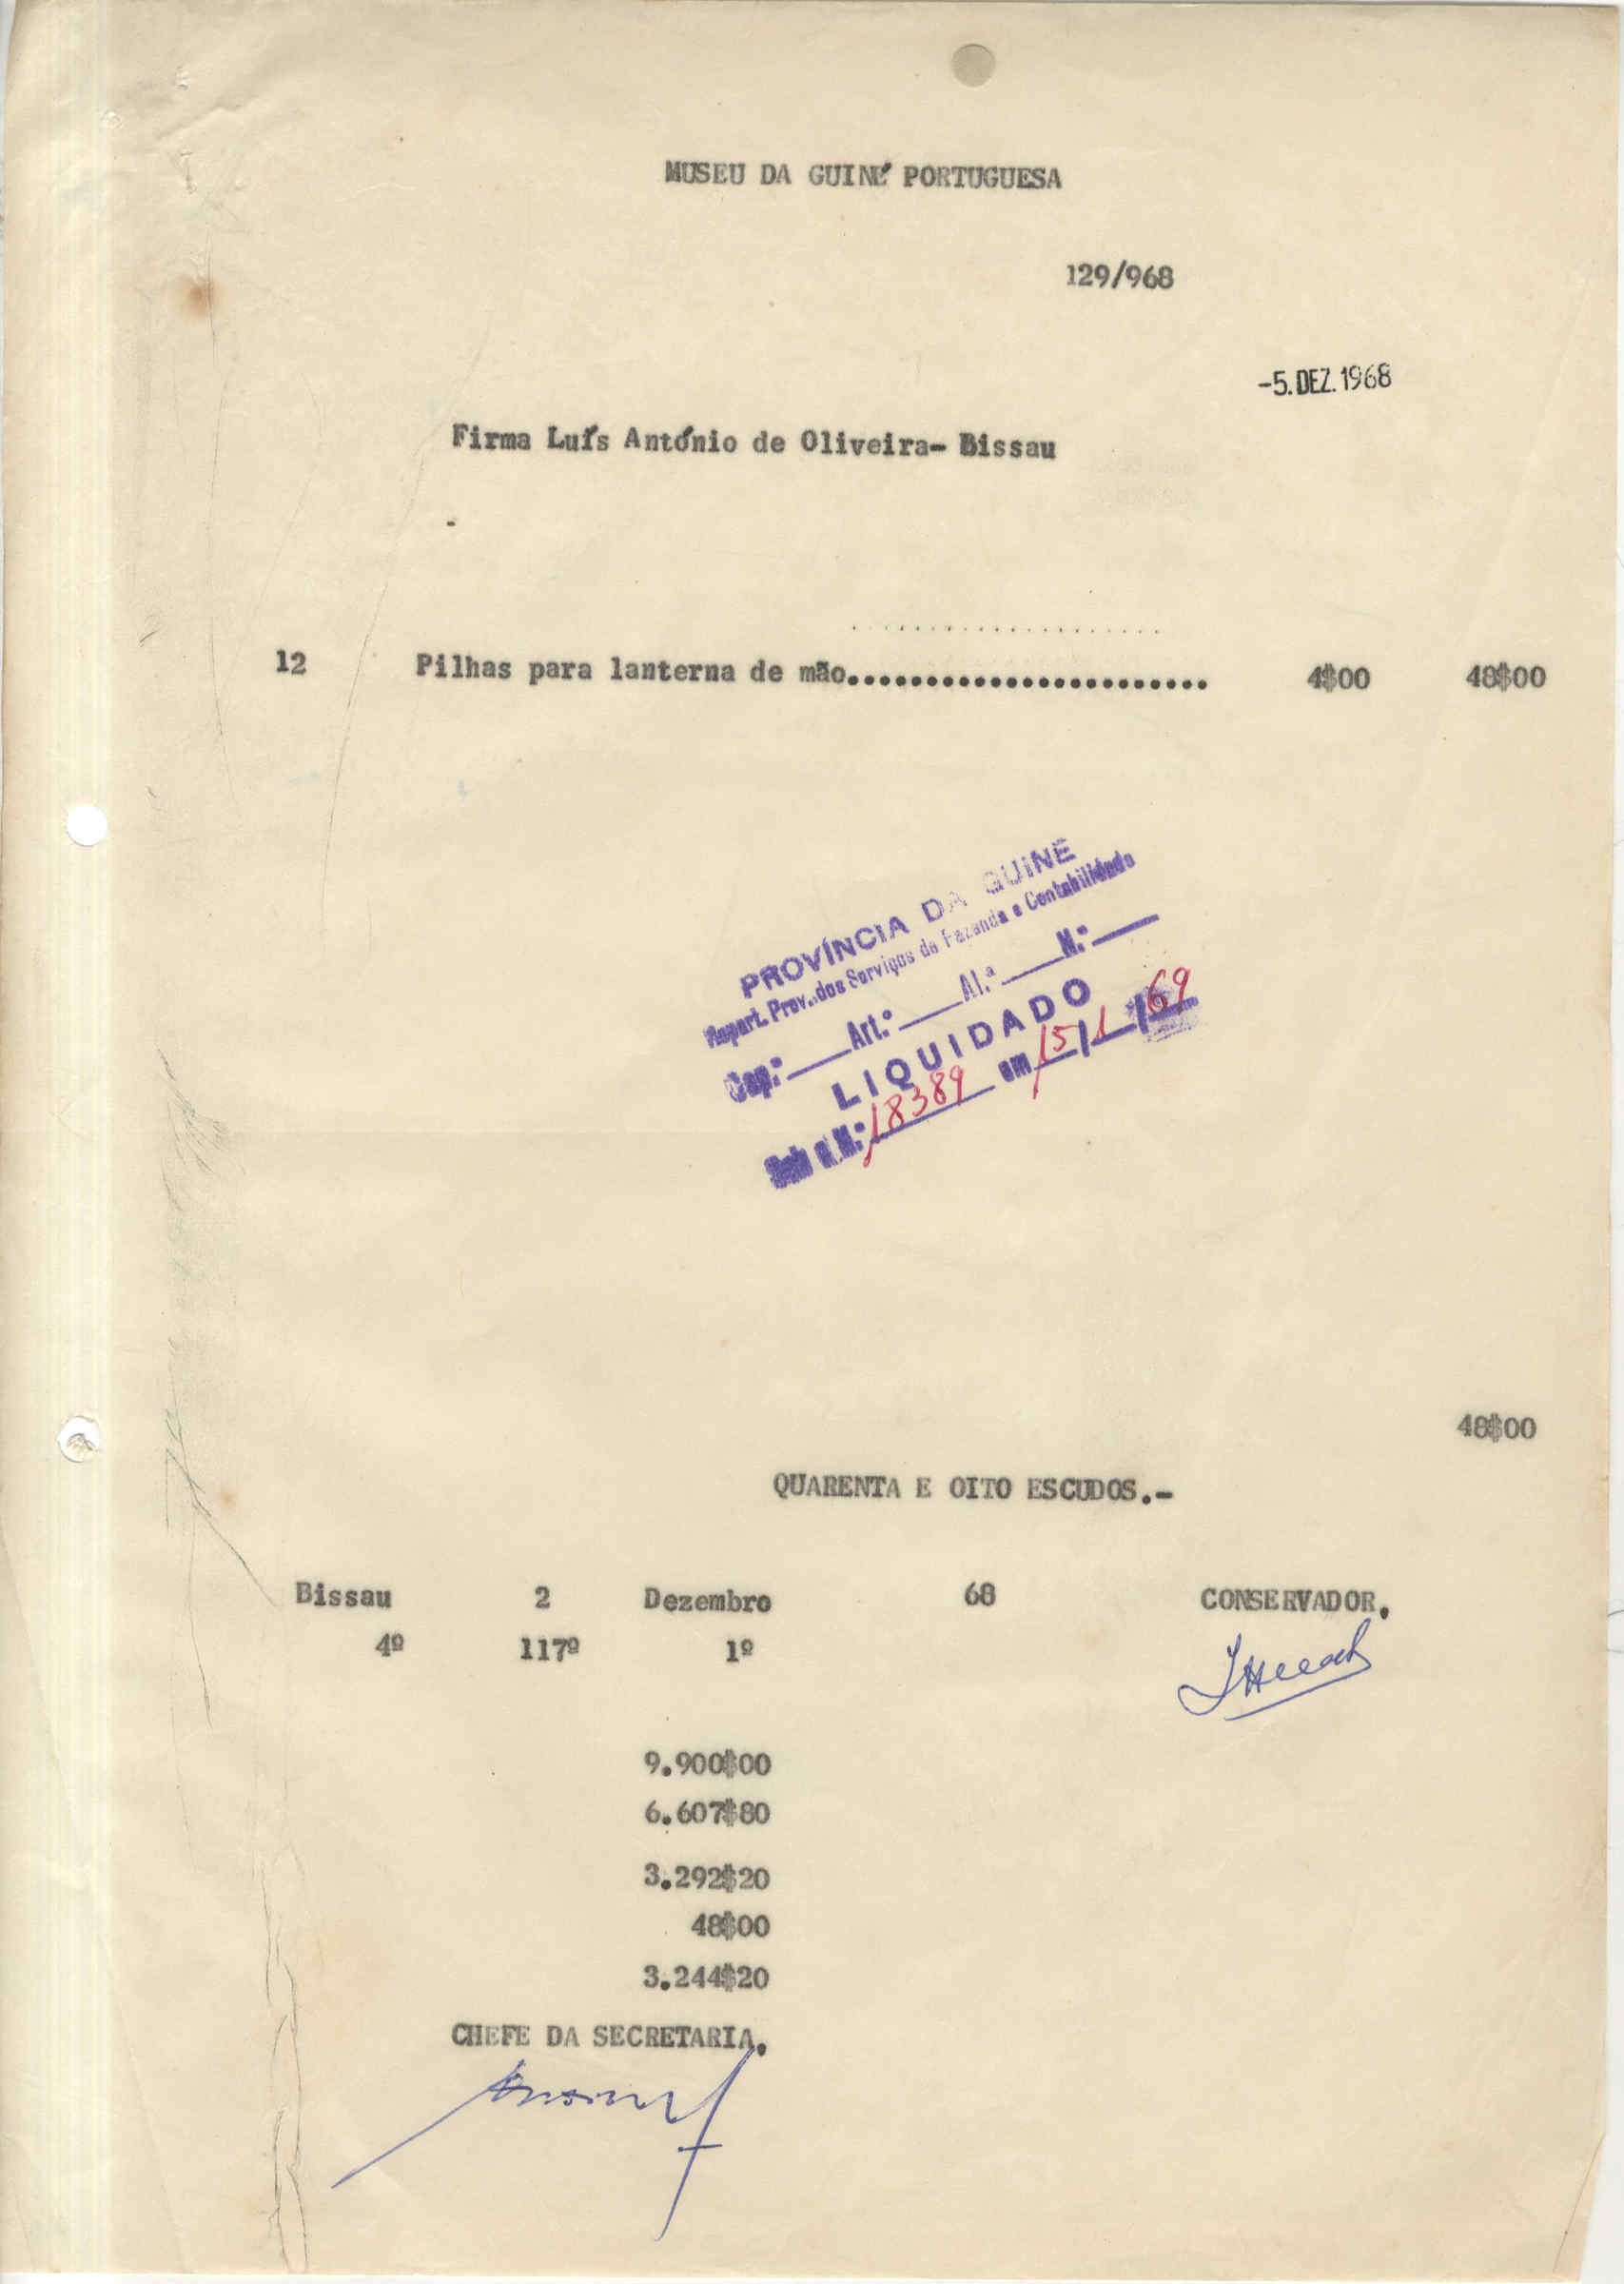 MUSEU DA GUINÉ PORTUGUESA
129/968
-5. DEZ. 1968
Firma Luís António de Oliveira- Bissau
-
12 Pilhas para lanterna de mão....................... 4$00 48$00
PROVÍNCIA DA GUINÉ
Repart. Prov. dos Serviços de Fazenda e Contabilidade
Cap.º Art.º Al.ª N.º
LIQUIDADO
Sob o N.º 18389 em 15/1/69
48$00
QUARENTA E OITO ESCUDOS.-
Bissau 2 Dezembro 68 CONSERVADOR.
4º 117º 1º
9.900$00
6.607$80
3.292$20
48$00
3.244$20
CHEFE DA SECRETARIA.